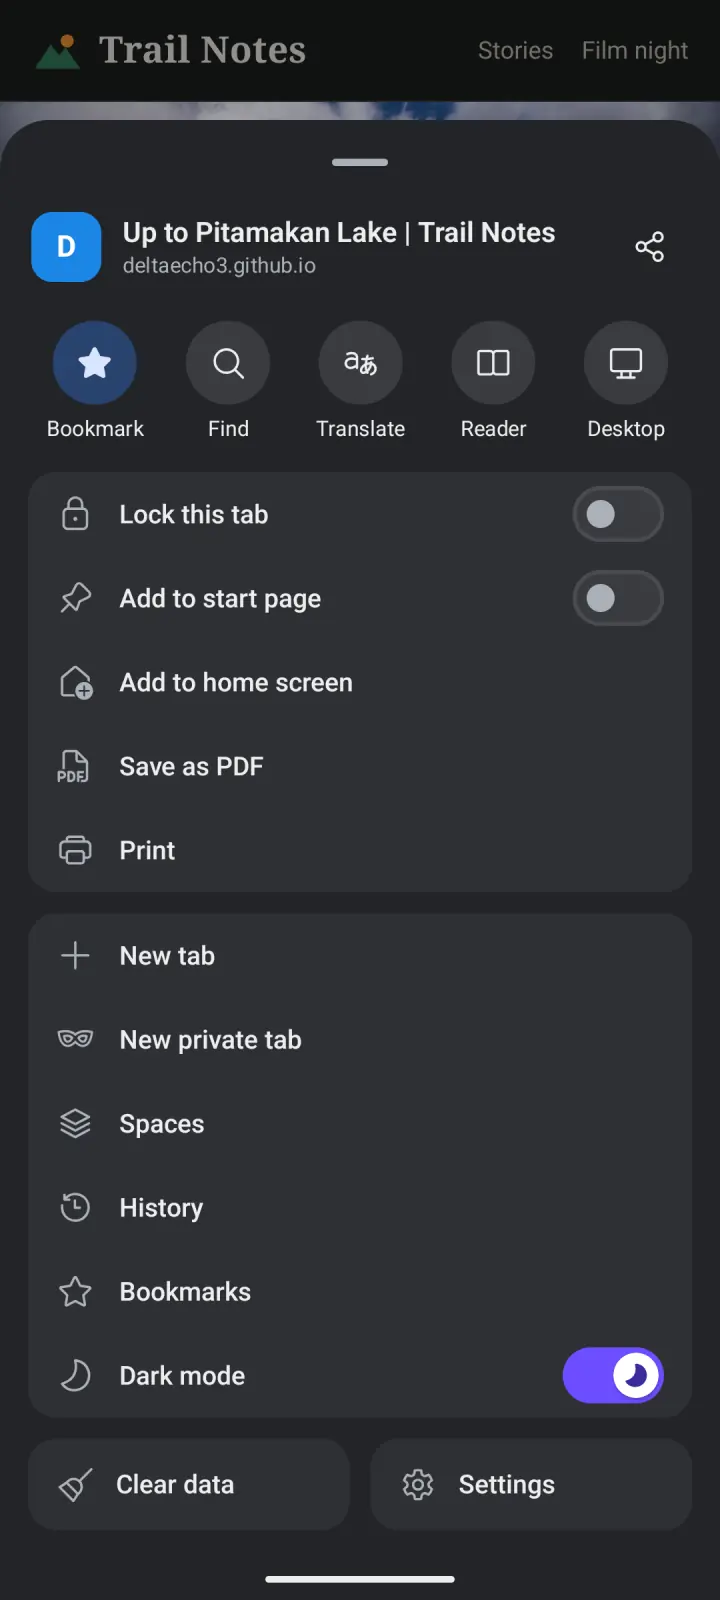 Trail Notes
Stories
Film night
D
Up to Pitamakan Lake | Trail Notes
deltaecho3.github.io
aあ
Bookmark
Find
Translate
Reader
Desktop
Lock this tab
Add to start page
Add to home screen
PDF
Save as PDF
Print
New tab
New private tab
Spaces
History
Bookmarks
Dark mode
Clear data
Settings